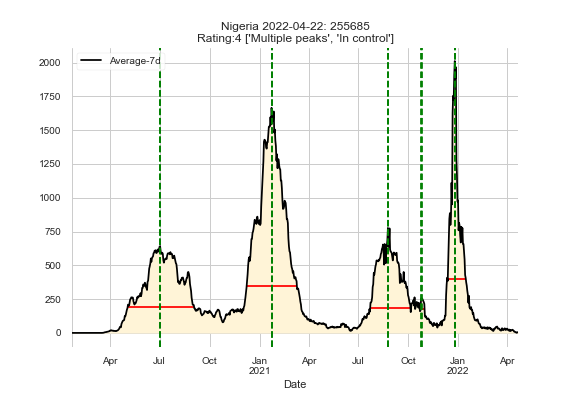 Nigeria 2022-04-22: 255685
Rating:4 ['Multiple peaks', 'In control']
Average-7d
2000
1750
1500
1250
1000
750
500
250
0
Apr Jul Oct Jan Apr Jul Oct Jan Apr
2021 2022
Date